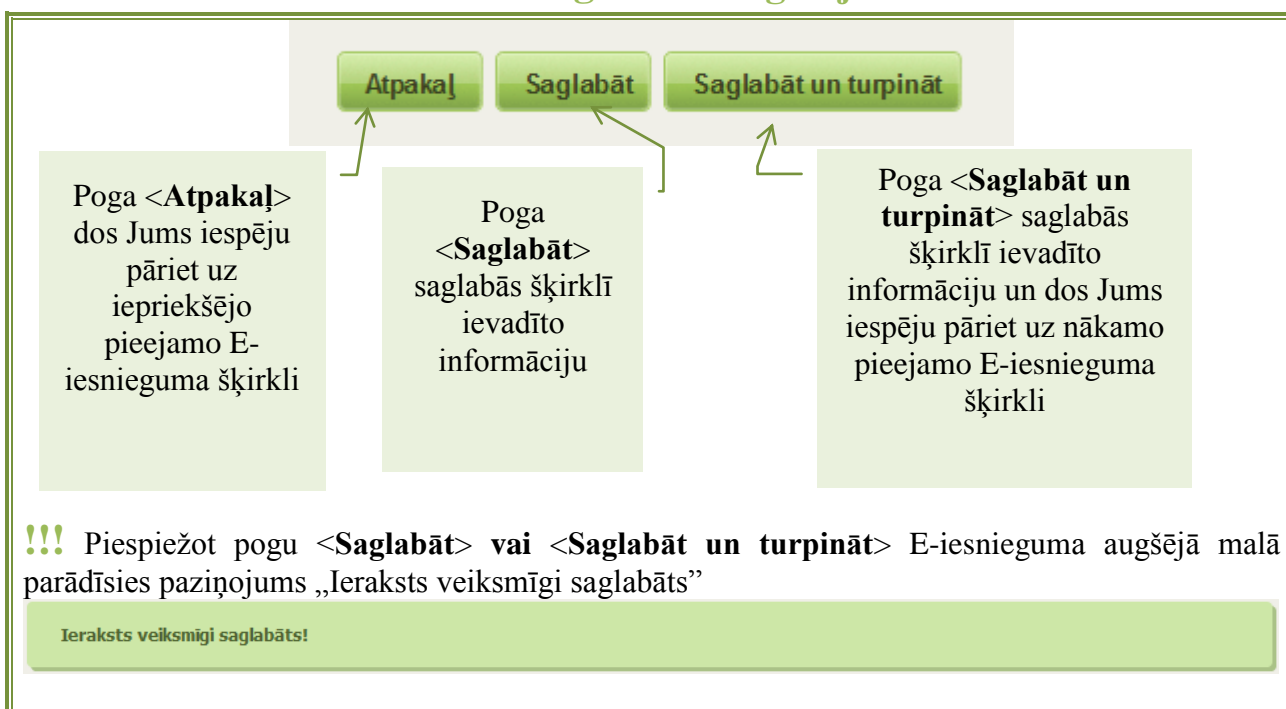 Atpakaļ Saglabāt Saglabāt un turpināt
Poga <Atpakaļ>
dos Jums iespēju
pāriet uz
iepriekšējo
pieejamo E-
iesnieguma šķirkli
Poga
<Saglabāt>
saglabās šķirklī
ievadīto
informāciju
Poga <Saglabāt un
turpināt> saglabās
šķirklī ievadīto
informāciju un dos Jums
iespēju pāriet uz nākamo
pieejamo E-iesnieguma
šķirkli
!!! Piespiežot pogu <Saglabāt> vai <Saglabāt un turpināt> E-iesnieguma augšējā malā
parādīsies paziņojums „Ieraksts veiksmīgi saglabāts”
Ieraksts veiksmīgi saglabāts!